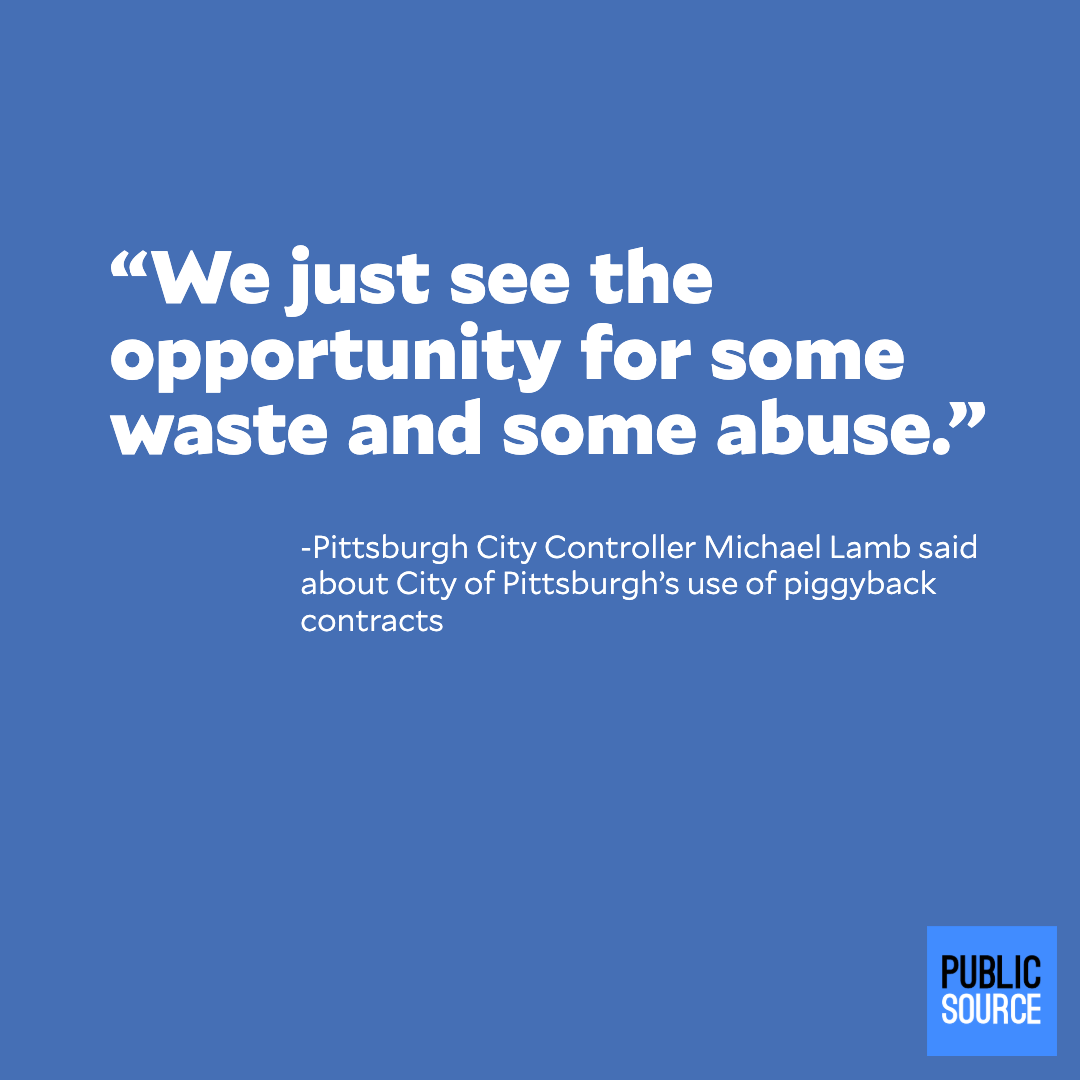 “We just see the
opportunity for some
waste and some abuse.”
-Pittsburgh City Controller Michael Lamb said
about City of Pittsburgh’s use of piggyback
contracts
PUBLIC
SOURCE